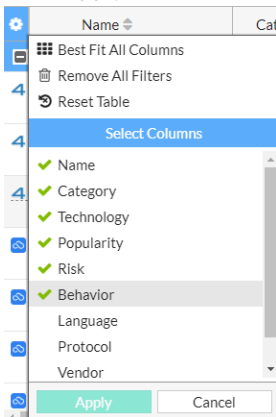 Name Cat
Best Fit All Columns
Remove All Filters
Reset Table
Select Columns
Name
Category
Technology
Popularity
Risk
Behavior
Language
Protocol
Vendor
Apply Cancel